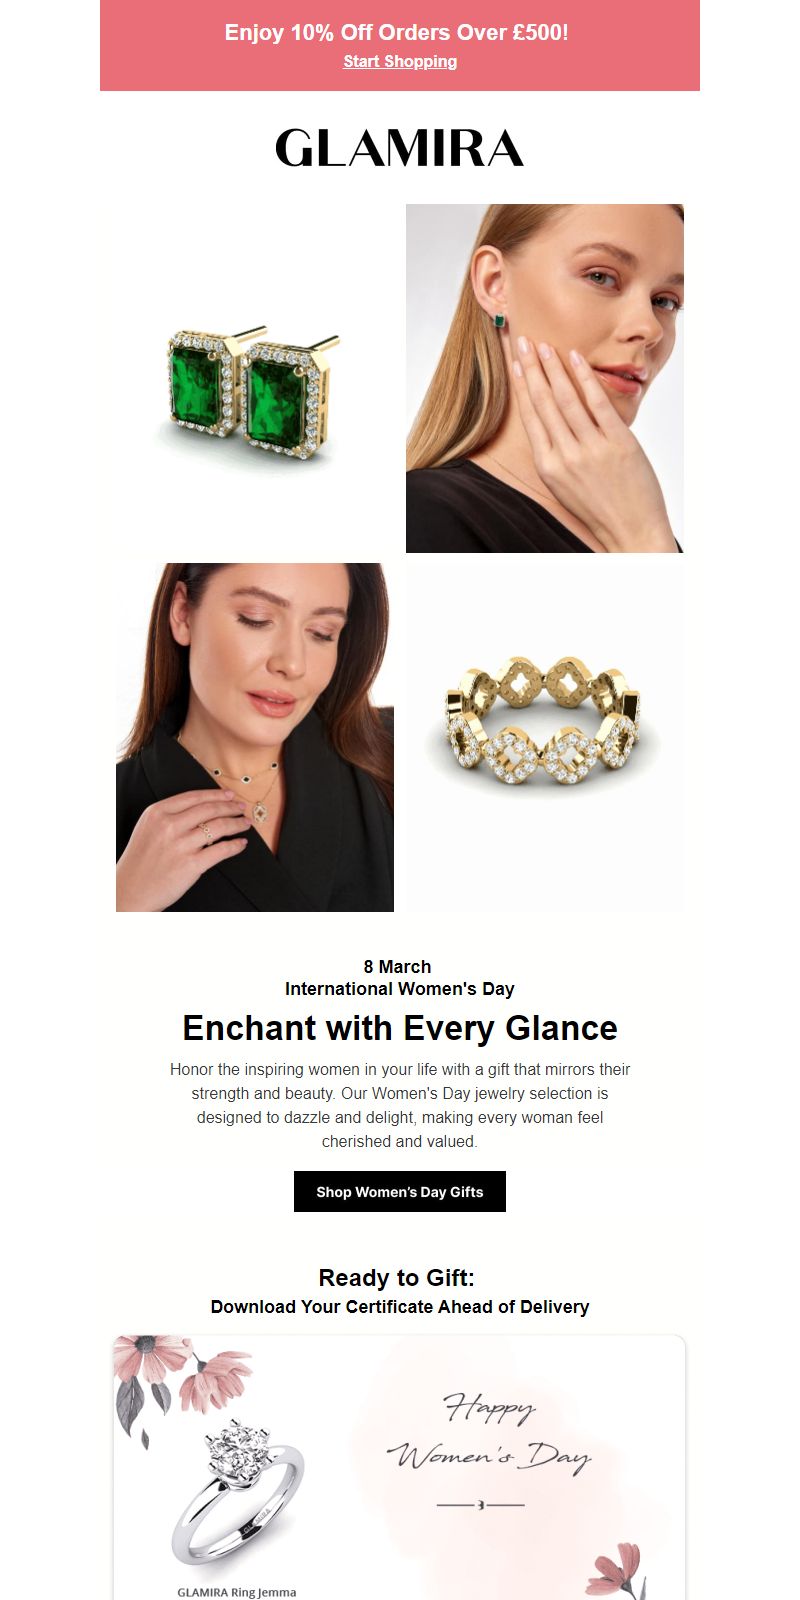 Enjoy 10% Off Orders Over £500!
Start Shopping
GLAMIRA
8 March
International Women's Day
Enchant with Every Glance
Honor the inspiring women in your life with a gift that mirrors their
strength and beauty. Our Women's Day jewelry selection is
designed to dazzle and delight, making every woman feel
cherished and valued.
Shop Women’s Day Gifts
Ready to Gift:
Download Your Certificate Ahead of Delivery
Happy
Women's Day
GLAMIRA
GLAMIRA Ring Jemma